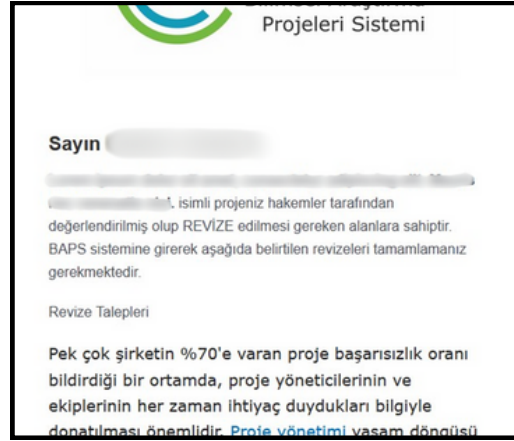 Bilimsel Araştırma
Projeleri Sistemi
Sayın
isimli projeniz hakemler tarafından
değerlendirilmiş olup REVİZE edilmesi gereken alanlara sahiptir.
BAPS sistemine girerek aşağıda belirtilen revizeleri tamamlamanız
gerekmektedir.
Revize Talepleri
Pek çok şirketin %70'e varan proje başarısızlık oranı
bildirdiği bir ortamda, proje yöneticilerinin ve
ekiplerinin her zaman ihtiyaç duydukları bilgiyle
donatılması önemlidir. Proje yönetimi yaşam döngüsü